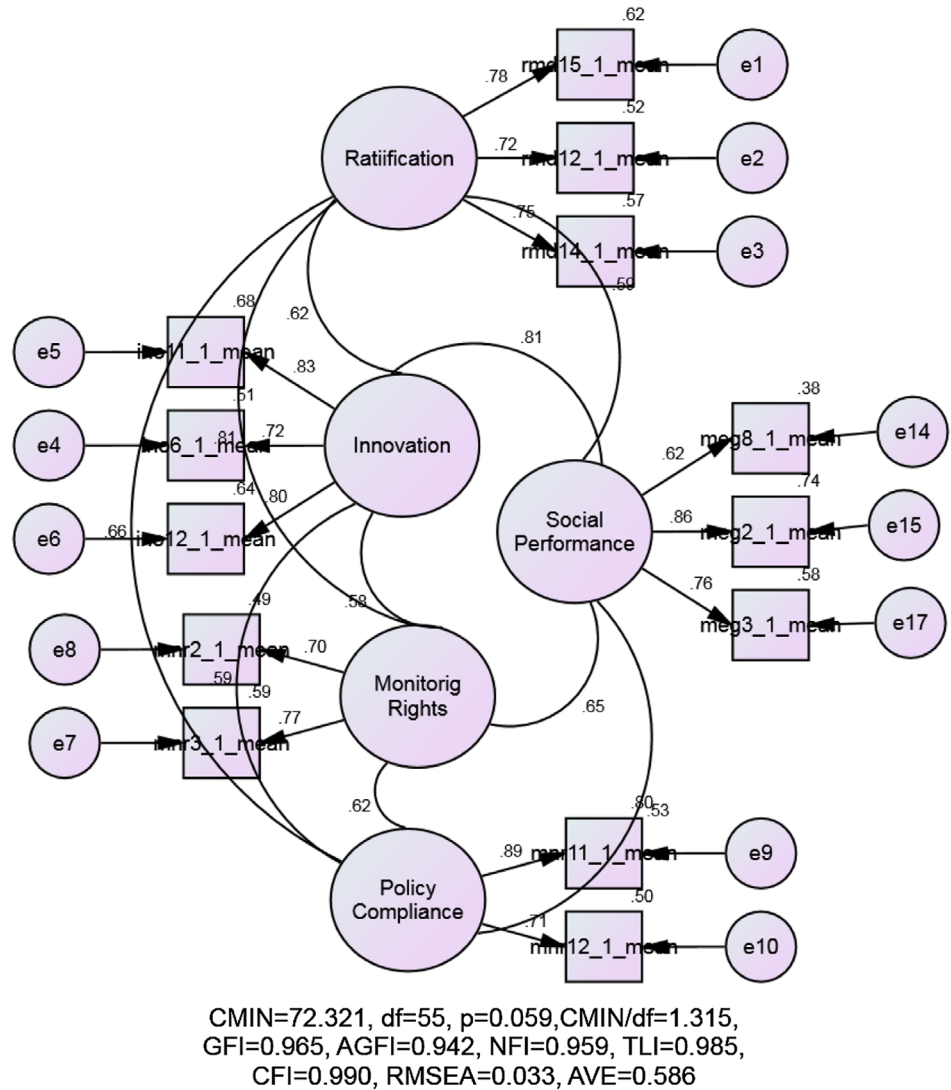 .62
rmd15_1_mean
e1
.78
.52
Ratiification
.72
rmd12_1_mean
e2
.57
.75
rmd14_1_mean
e3
.59
.68
.62
.81
e5
ino11_1_mean
.83
.51
.38
e4
.81
ino6_1_mean
.72
Innovation
meg8_1_mean
e14
.62
.64
.80
.74
e6
.66
ino12_1_mean
Social
Performance
.86
meg2_1_mean
e15
.58
.76
.49
.58
meg3_1_mean
e17
e8
mnr2_1_mean
.70
.59
.59
Monitorig
Rights
.65
.77
e7
mnr3_1_mean
.62
.80
.53
.89
mnr11_1_mean
e9
Policy
Compliance
.50
.71
mnr12_1_mean
e10
CMIN=72.321, df=55, p=0.059,CMIN/df=1.315,
GFI=0.965, AGFI=0.942, NFI=0.959, TLI=0.985,
CFI=0.990, RMSEA=0.033, AVE=0.586